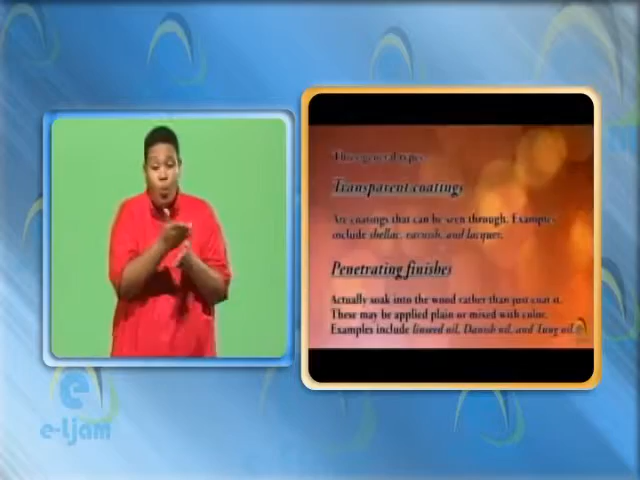 Three general types
Transparent coatings
Are coatings that can be seen through. Examples
include shellac, varnish, and lacquer.
Penetrating finishes
Actually soak into the wood rather than just coat it.
These may be applied plain or mixed with color.
Examples include linseed oil, Danish oil, and Tung oil.
e
e-Ljam